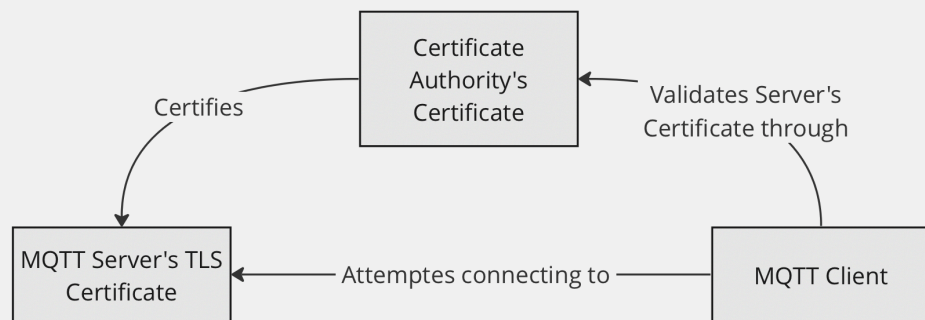 Certificate
Authority's
Certificate
Certifies
Validates Server's
Certificate through
MQTT Server's TLS
Certificate
Attemptes connecting to
MQTT Client